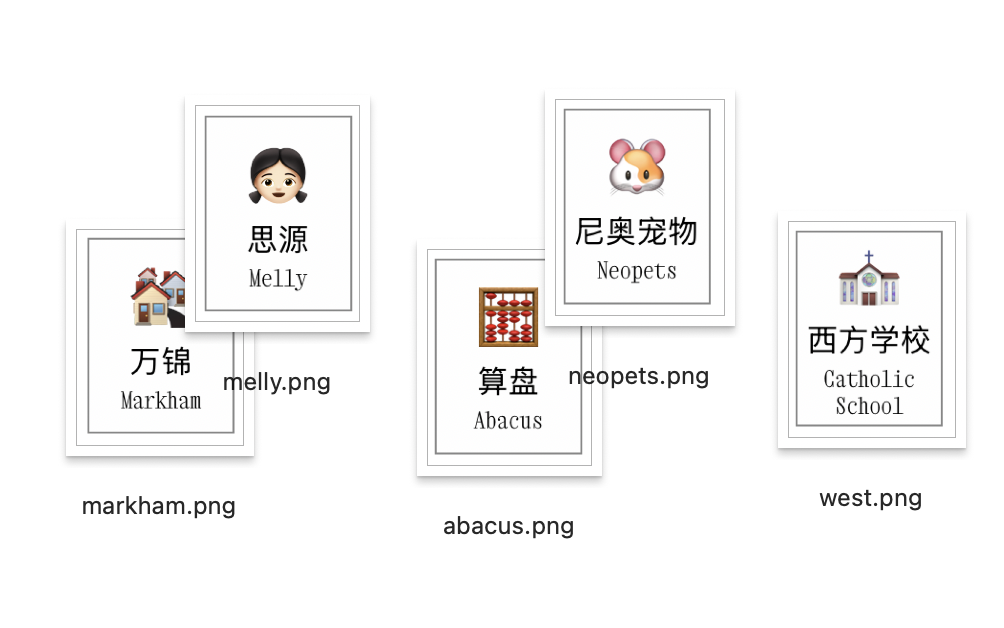 思源
Melly
melly.png
万锦
Markham
markham.png
尼奥宠物
Neopets
neopets.png
算盘
Abacus
abacus.png
西方学校
Catholic
School
west.png